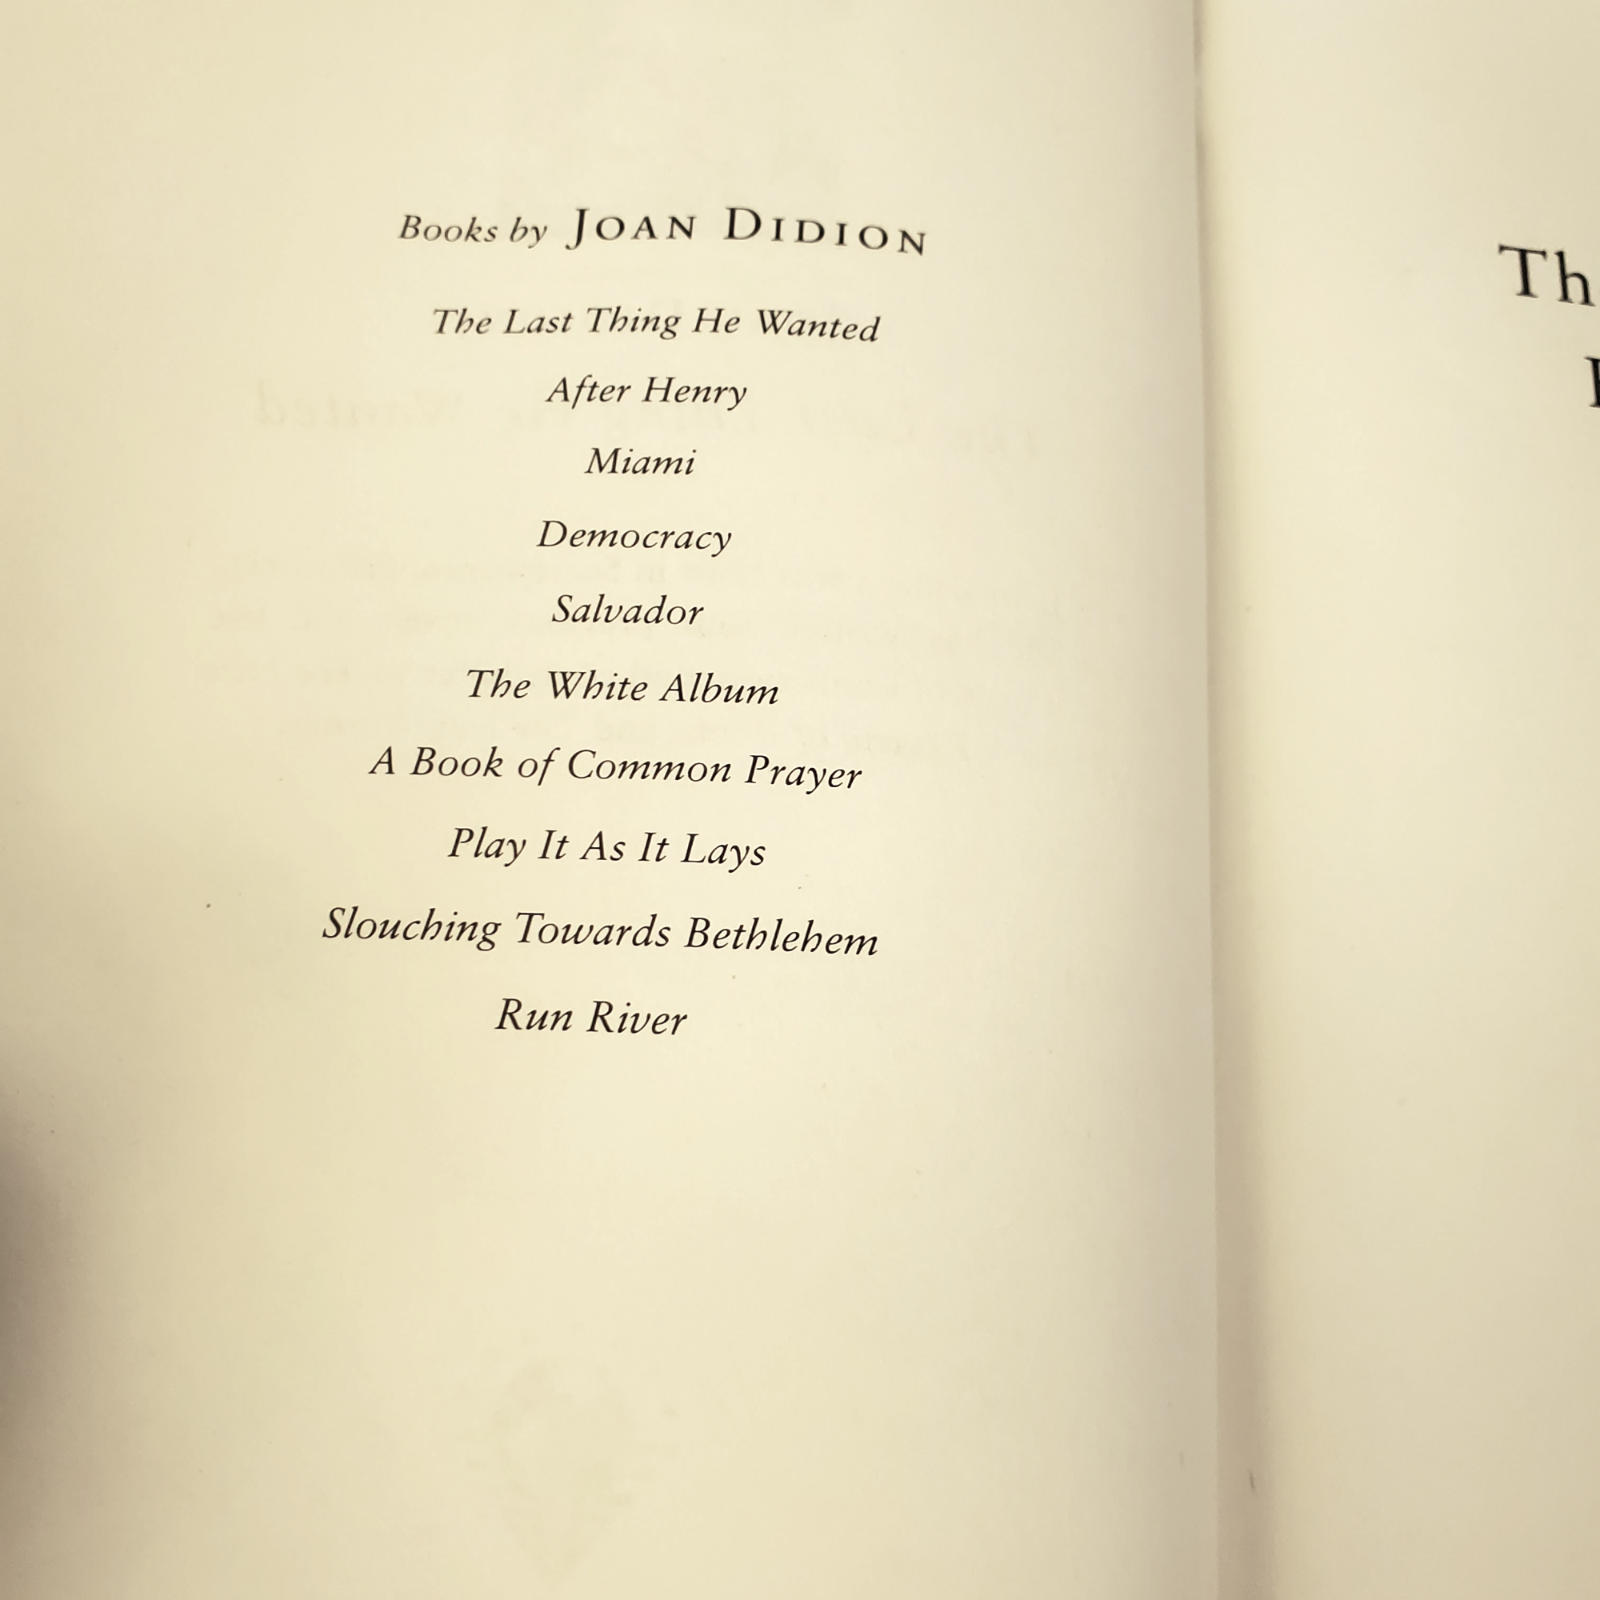 Books by JOAN DIDION
The Last Thing He Wanted
After Henry
Miami
Democracy
Salvador
The White Album
A Book of Common Prayer
Play It As It Lays
Slouching Towards Bethlehem
Run River
Th